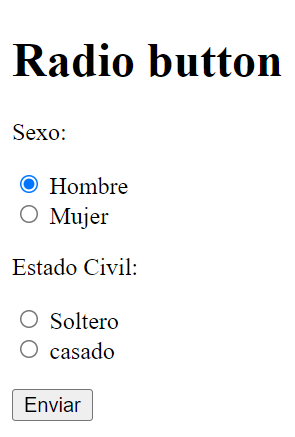 Radio button
Sexo:
Hombre
Mujer
Estado Civil:
Soltero
casado
Enviar